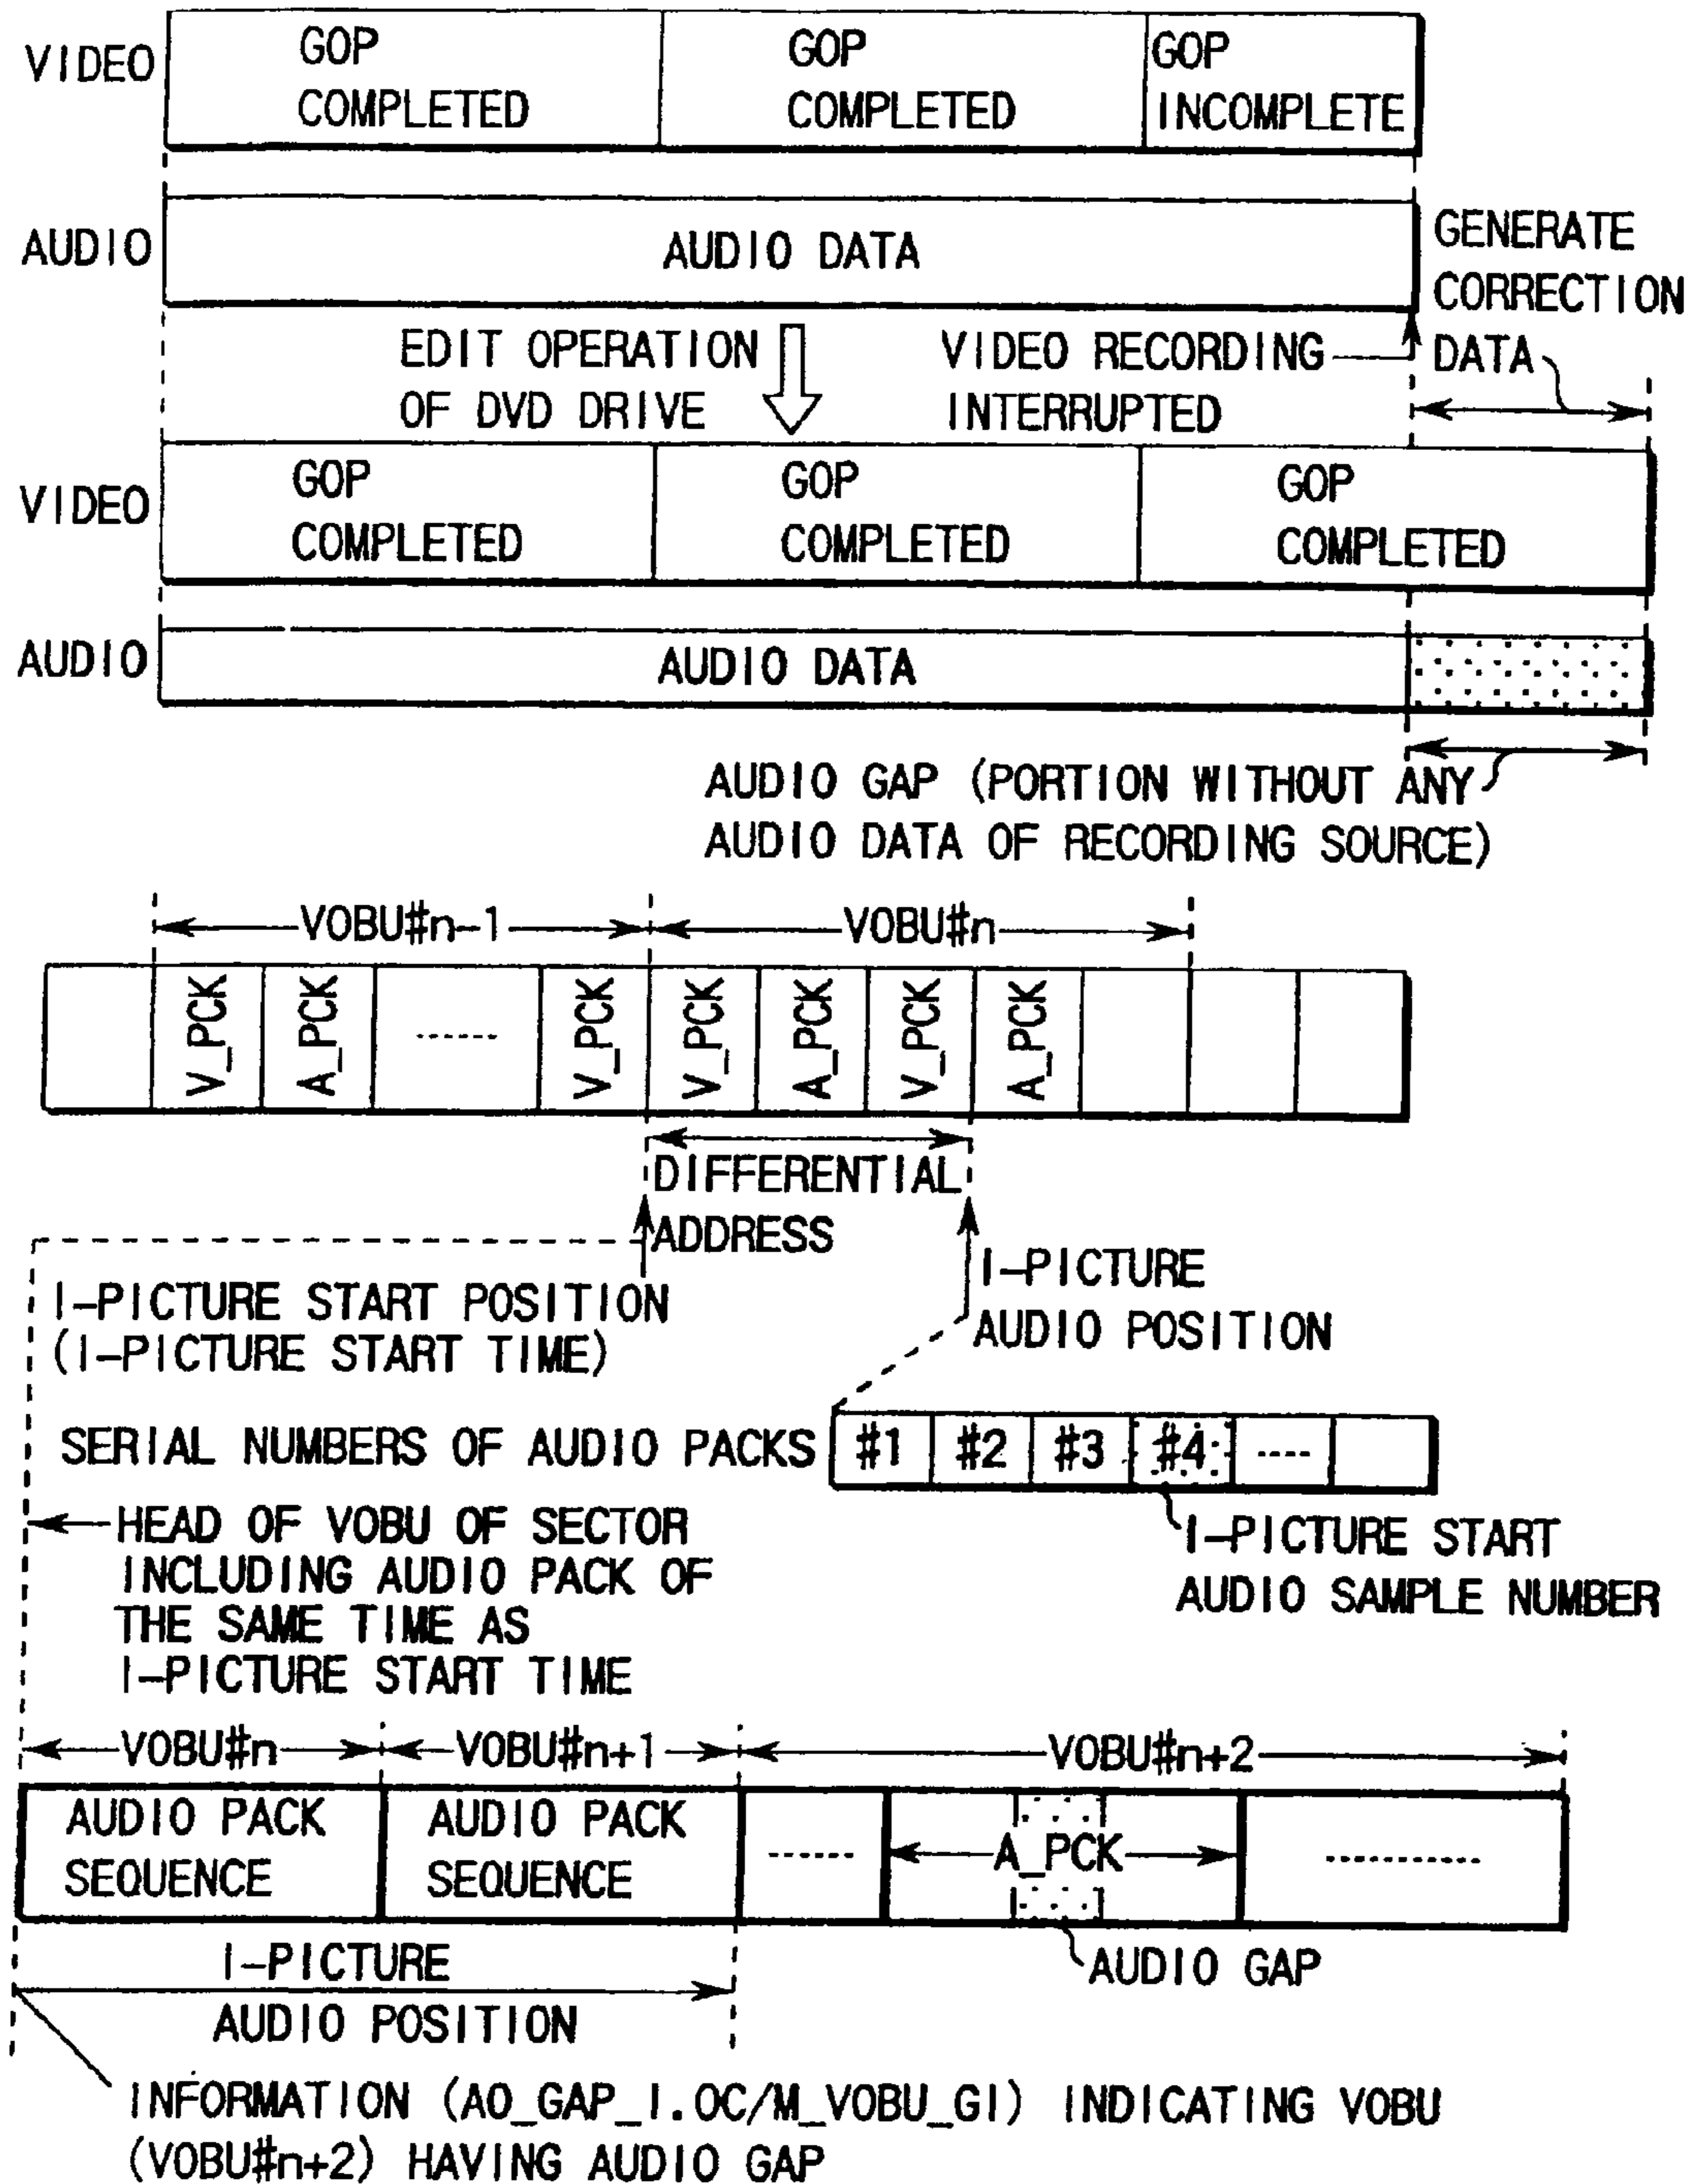 VIDEO
GOP
COMPLETED
GOP
COMPLETED
GOP
INCOMPLETE
AUDIO
AUDIO DATA
GENERATE
CORRECTION
DATA
EDIT OPERATION
OF DVD DRIVE
VIDEO RECORDING
INTERRUPTED
VIDEO
GOP
COMPLETED
GOP
COMPLETED
GOP
COMPLETED
AUDIO
AUDIO DATA
AUDIO GAP (PORTION WITHOUT ANY
AUDIO DATA OF RECORDING SOURCE)
VOBU#n-1
VOBU#n
V_PCK
A_PCK
V_PCK
V_PCK
A_PCK
V_PCK
A_PCK
DIFFERENTIAL
ADDRESS
I-PICTURE START POSITION
(I-PICTURE START TIME)
I-PICTURE
AUDIO POSITION
SERIAL NUMBERS OF AUDIO PACKS
#1
#2
#3
#4
I-PICTURE START
AUDIO SAMPLE NUMBER
HEAD OF VOBU OF SECTOR
INCLUDING AUDIO PACK OF
THE SAME TIME AS
I-PICTURE START TIME
VOBU#n
VOBU#n+1
VOBU#n+2
AUDIO PACK
SEQUENCE
AUDIO PACK
SEQUENCE
A_PCK
AUDIO GAP
I-PICTURE
AUDIO POSITION
INFORMATION (A0_GAP_I.OC/M_VOBU_GI) INDICATING VOBU
(VOBU#n+2) HAVING AUDIO GAP